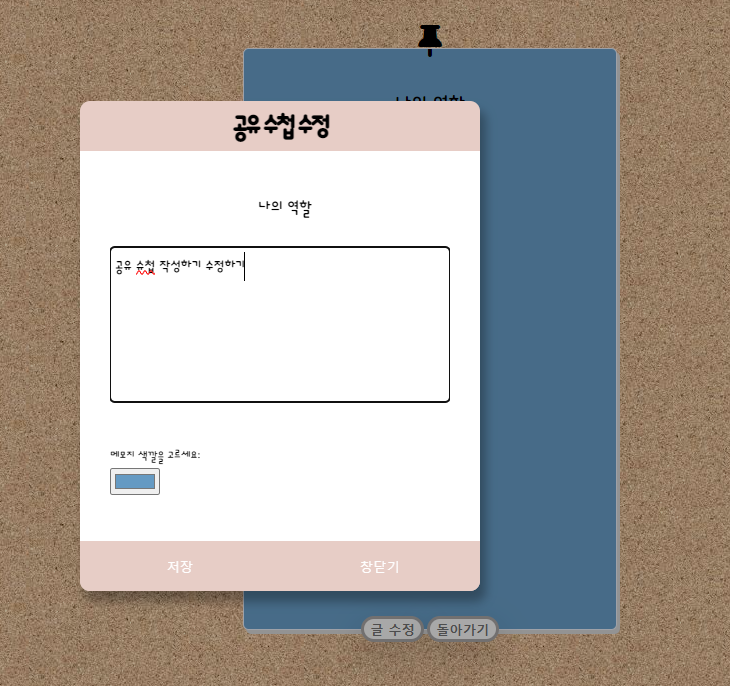 나의 역할
공유 수첩 수정
나의 역할
공유 슈첩 작성하기 수정하기
메모지 색깔을 고르세요:
저장 창닫기
글 수정 돌아가기